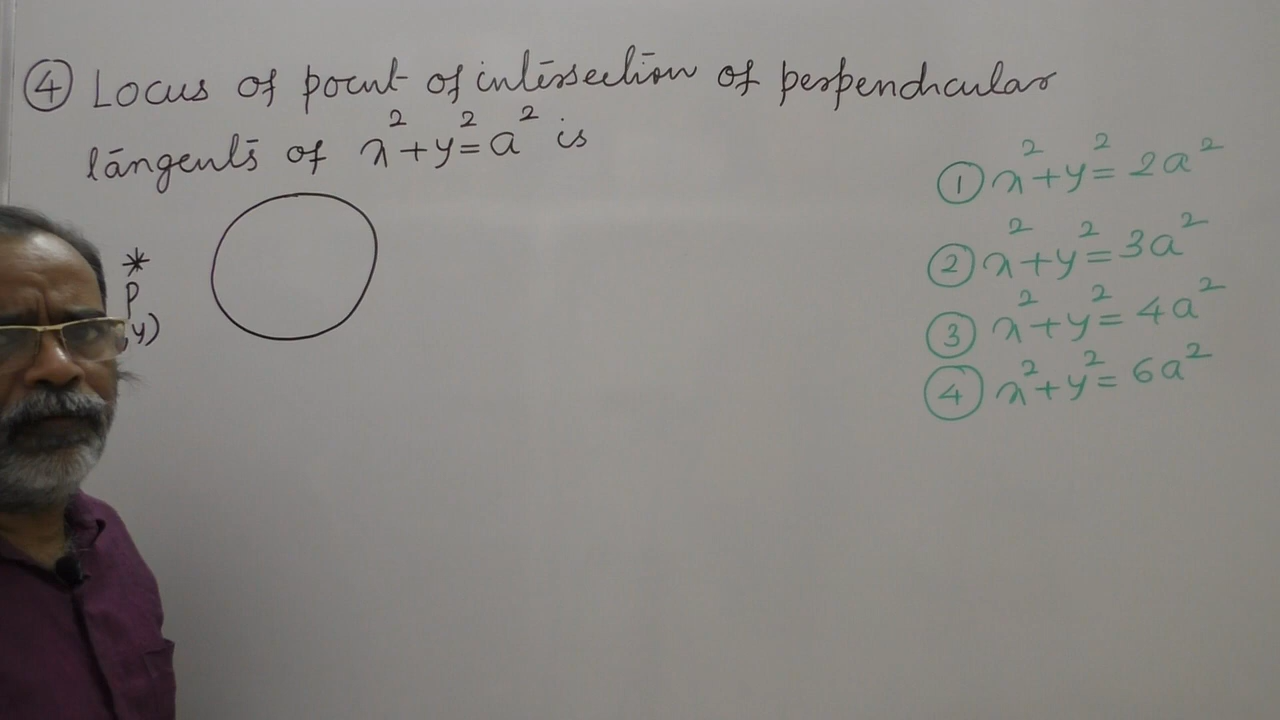 ④ Locus of point of intersection of perpendicular
tangents of x²+y²=a² is
① x²+y²=2a²
② x²+y²=3a²
③ x²+y²=4a²
④ x²+y²=6a²
*
P
,y)